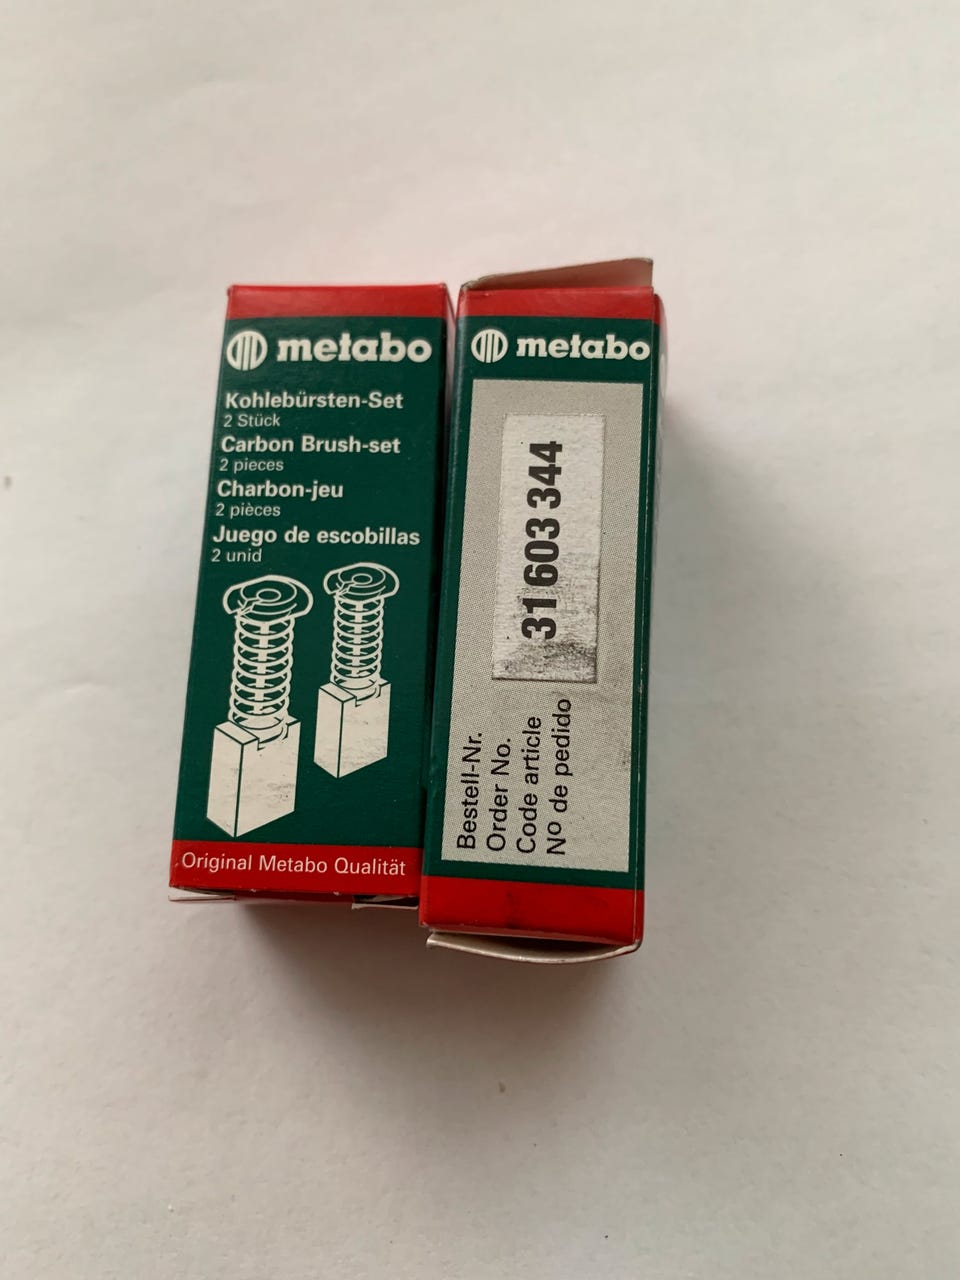 metabo
Kohlebürsten-Set
2 Stück
Carbon Brush-set
2 pieces
Charbon-jeu
2 pièces
Juego de escobillas
2 unid
Original Metabo Qualität
metabo
31 603 344
Bestell-Nr.
Order No.
Code article
Nº de pedido